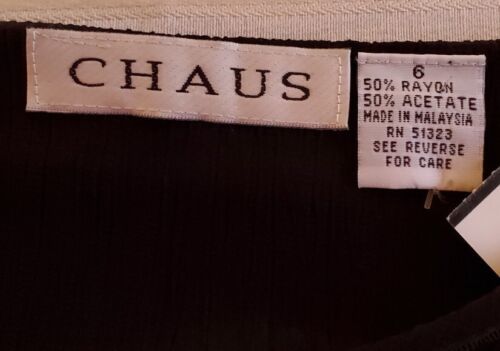 CHAUS
6
50% RAYON
50% ACETATE
MADE IN MALAYSIA
RN 51323
SEE REVERSE
FOR CARE